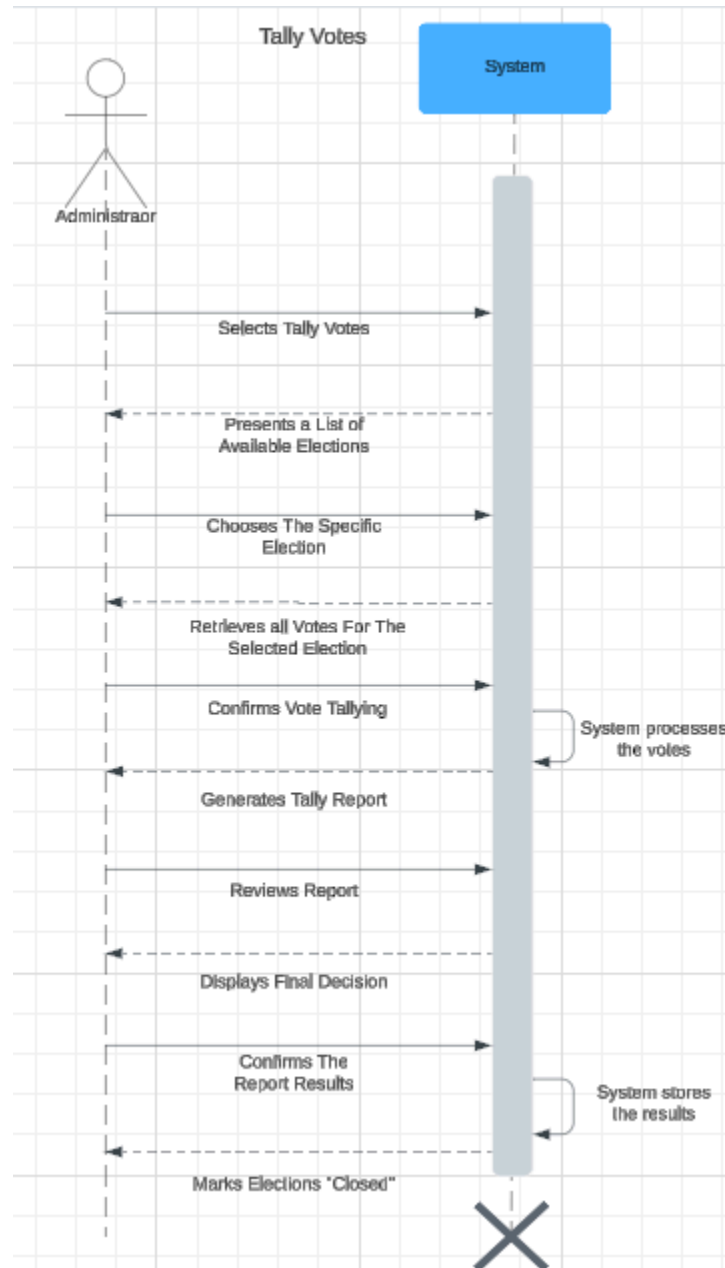 Tally Votes
System
Administraor
Selects Tally Votes
Presents a List of
Available Elections
Chooses The Specific
Election
Retrieves all Votes For The
Selected Election
Confirms Vote Tallying
System processes
the votes
Generates Tally Report
Reviews Report
Displays Final Decision
Confirms The
Report Results
System stores
the results
Marks Elections "Closed"